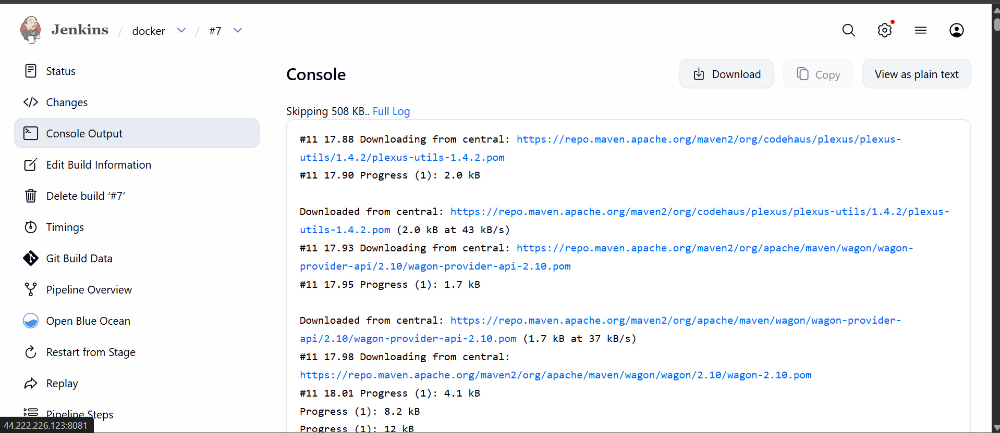 Jenkins / docker / #7
Status
Changes
Console Output
Edit Build Information
Delete build ‘#7’
Timings
Git Build Data
Pipeline Overview
Open Blue Ocean
Restart from Stage
Replay
Pipeline Steps
44.222.226.123:8081
Console
Download
Copy
View as plain text
Skipping 508 KB.. Full Log
#11 17.88 Downloading from central: https://repo.maven.apache.org/maven2/org/codehaus/plexus/plexus-
utils/1.4.2/plexus-utils-1.4.2.pom
#11 17.90 Progress (1): 2.0 kB
Downloaded from central: https://repo.maven.apache.org/maven2/org/codehaus/plexus/plexus-utils/1.4.2/plexus-
utils-1.4.2.pom (2.0 kB at 43 kB/s)
#11 17.93 Downloading from central: https://repo.maven.apache.org/maven2/org/apache/maven/wagon/wagon-
provider-api/2.10/wagon-provider-api-2.10.pom
#11 17.95 Progress (1): 1.7 kB
Downloaded from central: https://repo.maven.apache.org/maven2/org/apache/maven/wagon/wagon-provider-
api/2.10/wagon-provider-api-2.10.pom (1.7 kB at 37 kB/s)
#11 17.98 Downloading from central:
https://repo.maven.apache.org/maven2/org/apache/maven/wagon/wagon/2.10/wagon-2.10.pom
#11 18.01 Progress (1): 4.1 kB
Progress (1): 8.2 kB
Progress (1): 12 kB